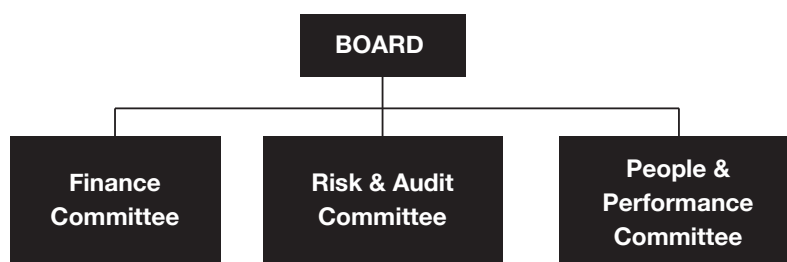 BOARD
Finance
Committee
Risk & Audit
Committee
People &
Performance
Committee